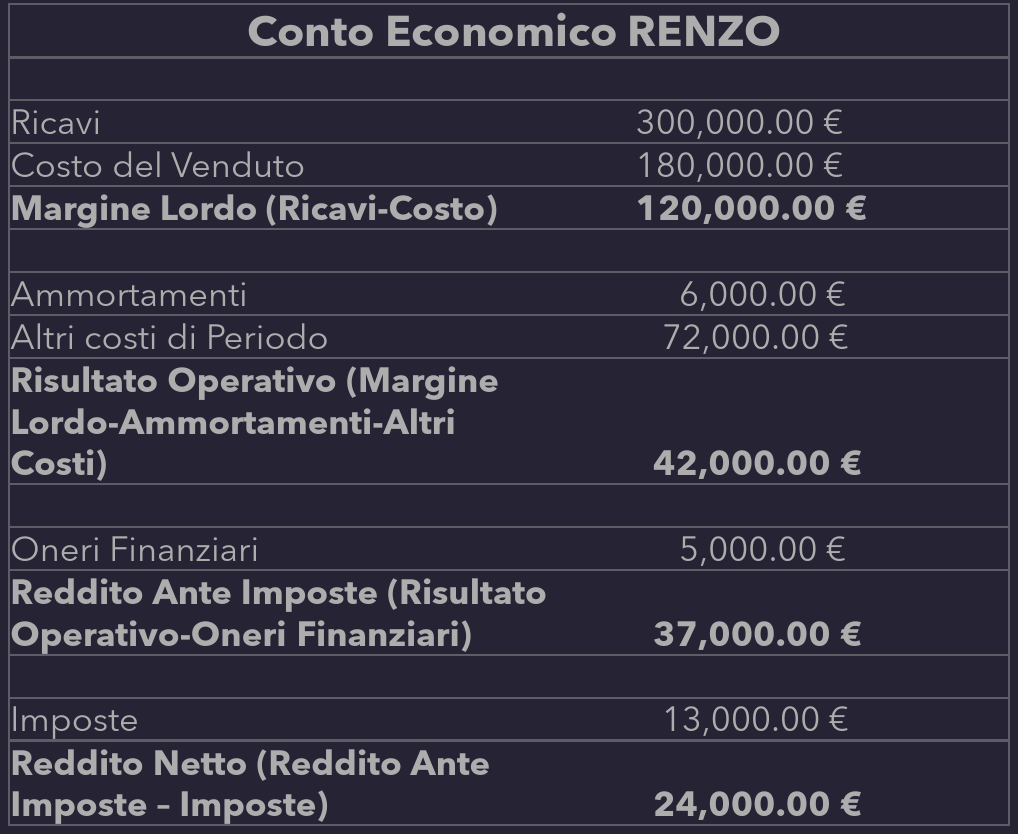 Conto Economico RENZO
Ricavi 300,000.00 €
Costo del Venduto 180,000.00 €
Margine Lordo (Ricavi-Costo) 120,000.00 €
Ammortamenti 6,000.00 €
Altri costi di Periodo 72,000.00 €
Risultato Operativo (Margine
Lordo-Ammortamenti-Altri
Costi) 42,000.00 €
Oneri Finanziari 5,000.00 €
Reddito Ante Imposte (Risultato
Operativo-Oneri Finanziari) 37,000.00 €
Imposte 13,000.00 €
Reddito Netto (Reddito Ante
Imposte – Imposte) 24,000.00 €